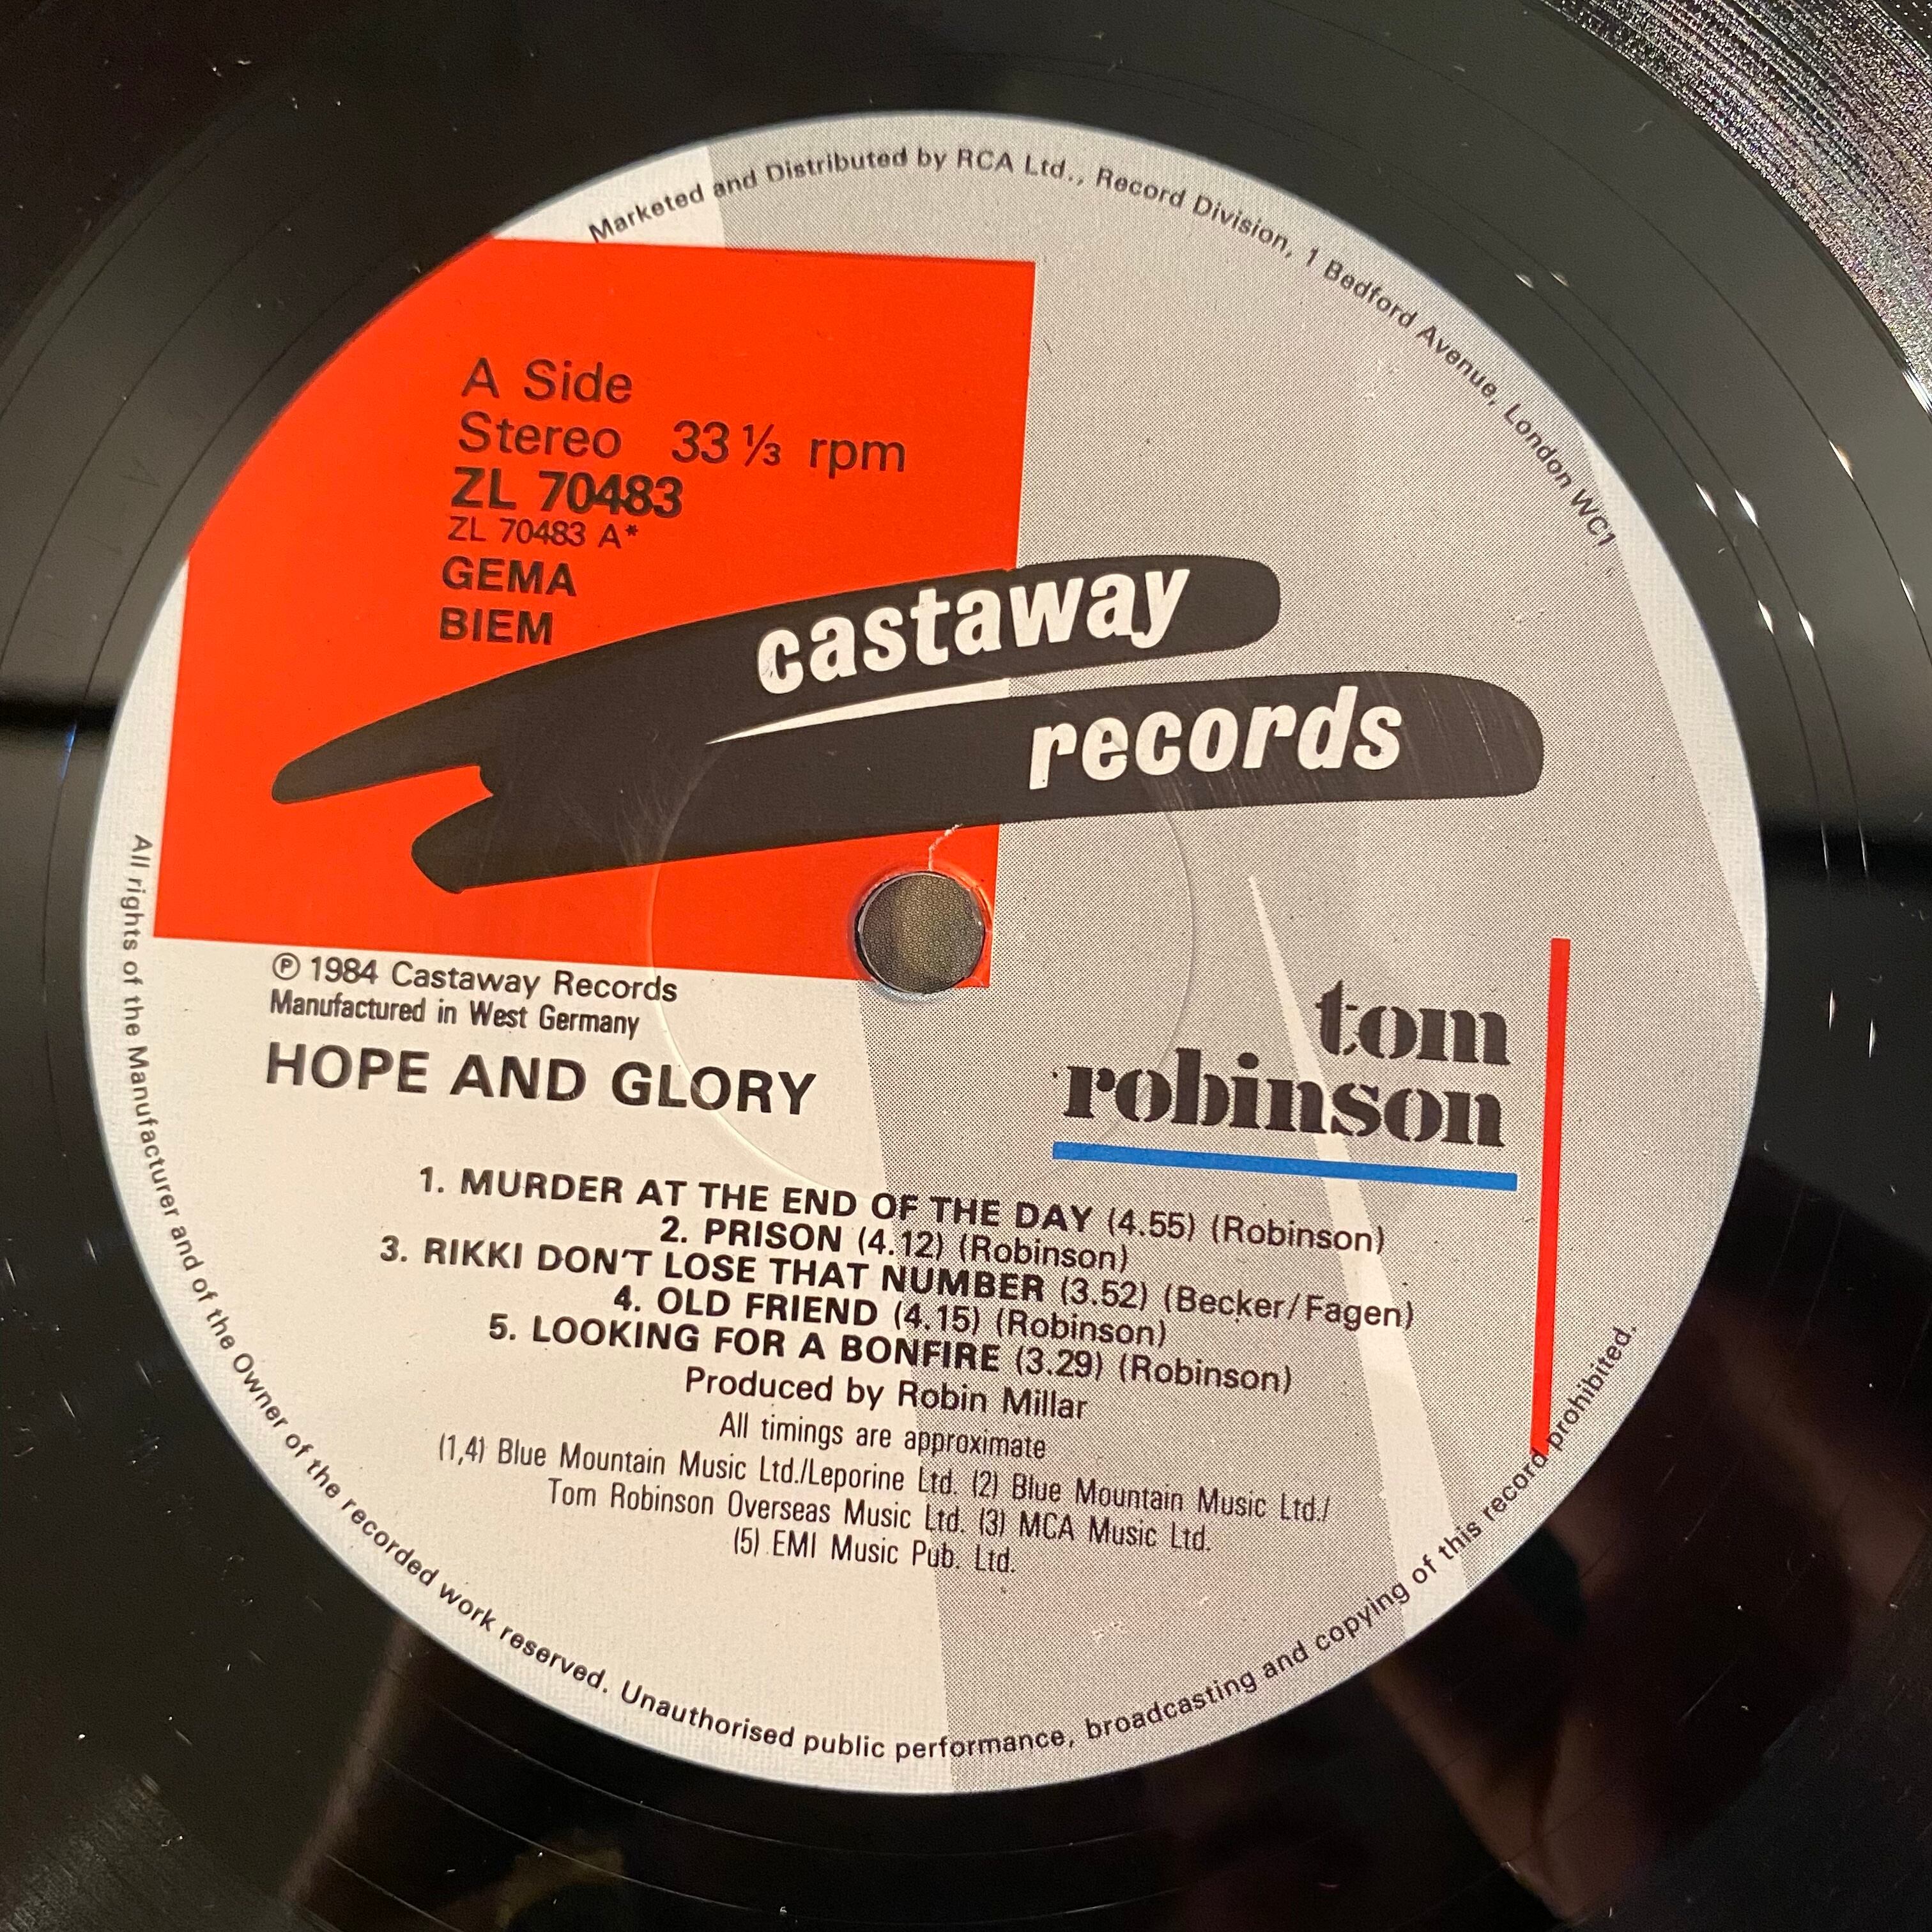 Marketed and Distributed by RCA Ltd., Record Division, 1 Bedford Avenue, London WC1
A Side
Stereo 33⅓ rpm
ZL 70483
ZL 70483 A*
GEMA
BIEM
castaway
records
℗ 1984 Castaway Records
Manufactured in West Germany
HOPE AND GLORY
tom
robinson
1. MURDER AT THE END OF THE DAY (4.55) (Robinson)
2. PRISON (4.12) (Robinson)
3. RIKKI DON'T LOSE THAT NUMBER (3.52) (Becker/Fagen)
4. OLD FRIEND (4.15) (Robinson)
5. LOOKING FOR A BONFIRE (3.29) (Robinson)
Produced by Robin Millar
All timings are approximate
(1,4) Blue Mountain Music Ltd./Leporine Ltd. (2) Blue Mountain Music Ltd./
Tom Robinson Overseas Music Ltd. (3) MCA Music Ltd.
(5) EMI Music Pub. Ltd.
All rights of the Manufacturer and of the Owner of the recorded work reserved. Unauthorised public performance, broadcasting and copying of this record prohibited.